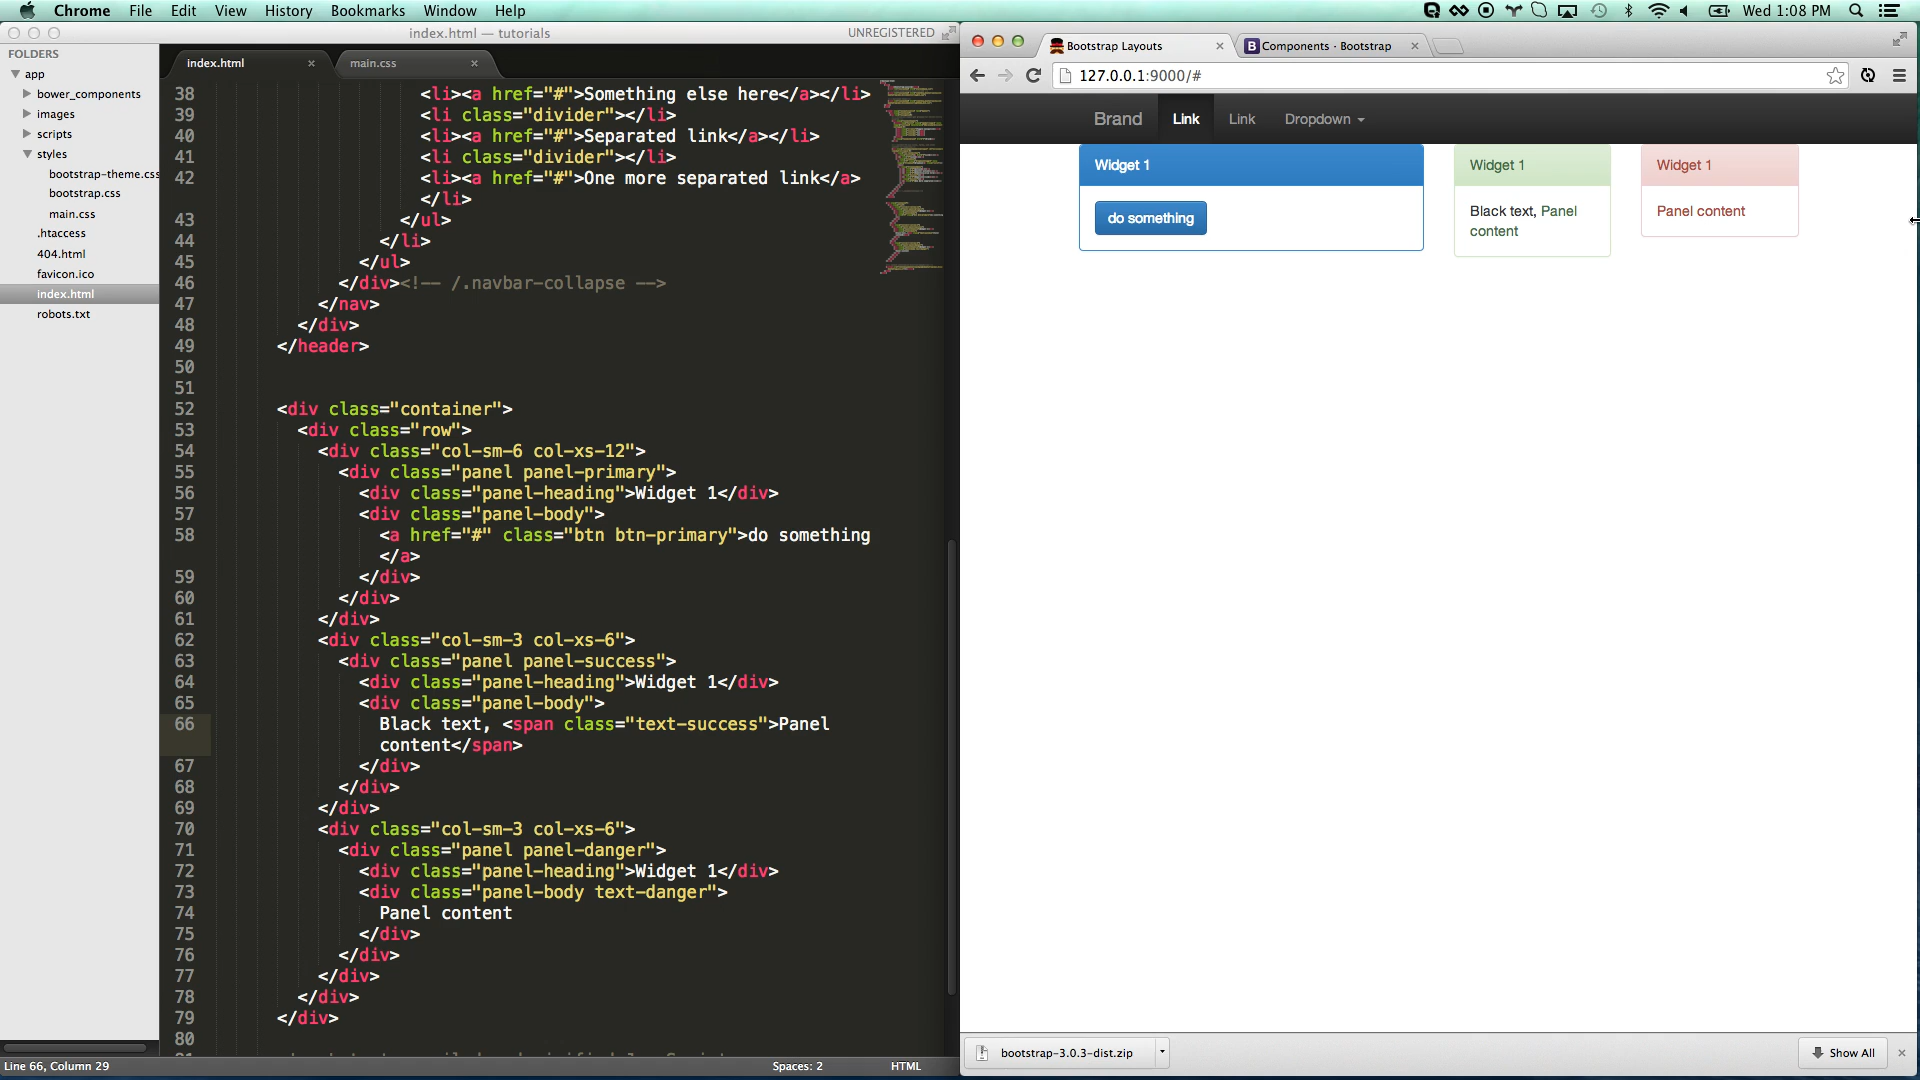 Chrome File Edit View History Bookmarks Window Help Wed 1:08 PM
index.html — tutorials UNREGISTERED
FOLDERS
app
bower_components
images
scripts
styles
bootstrap-theme.css
bootstrap.css
main.css
.htaccess
404.html
favicon.ico
index.html
robots.txt
index.html main.css
38 <li><a href="#">Something else here</a></li>
39 <li class="divider"></li>
40 <li><a href="#">Separated link</a></li>
41 <li class="divider"></li>
42 <li><a href="#">One more separated link</a>
</li>
43 </ul>
44 </li>
45 </ul>
46 </div><!-- /.navbar-collapse -->
47 </nav>
48 </div>
49 </header>
50
51
52 <div class="container">
53 <div class="row">
54 <div class="col-sm-6 col-xs-12">
55 <div class="panel panel-primary">
56 <div class="panel-heading">Widget 1</div>
57 <div class="panel-body">
58 <a href="#" class="btn btn-primary">do something
</a>
59 </div>
60 </div>
61 </div>
62 <div class="col-sm-3 col-xs-6">
63 <div class="panel panel-success">
64 <div class="panel-heading">Widget 1</div>
65 <div class="panel-body">
66 Black text, <span class="text-success">Panel
content</span>
67 </div>
68 </div>
69 </div>
70 <div class="col-sm-3 col-xs-6">
71 <div class="panel panel-danger">
72 <div class="panel-heading">Widget 1</div>
73 <div class="panel-body text-danger">
74 Panel content
75 </div>
76 </div>
77 </div>
78 </div>
79 </div>
80
Line 66, Column 29 Spaces: 2 HTML
Bootstrap Layouts Components · Bootstrap
127.0.0.1:9000/#
Brand Link Link Dropdown
Widget 1
do something
Widget 1
Black text, Panel
content
Widget 1
Panel content
bootstrap-3.0.3-dist.zip Show All